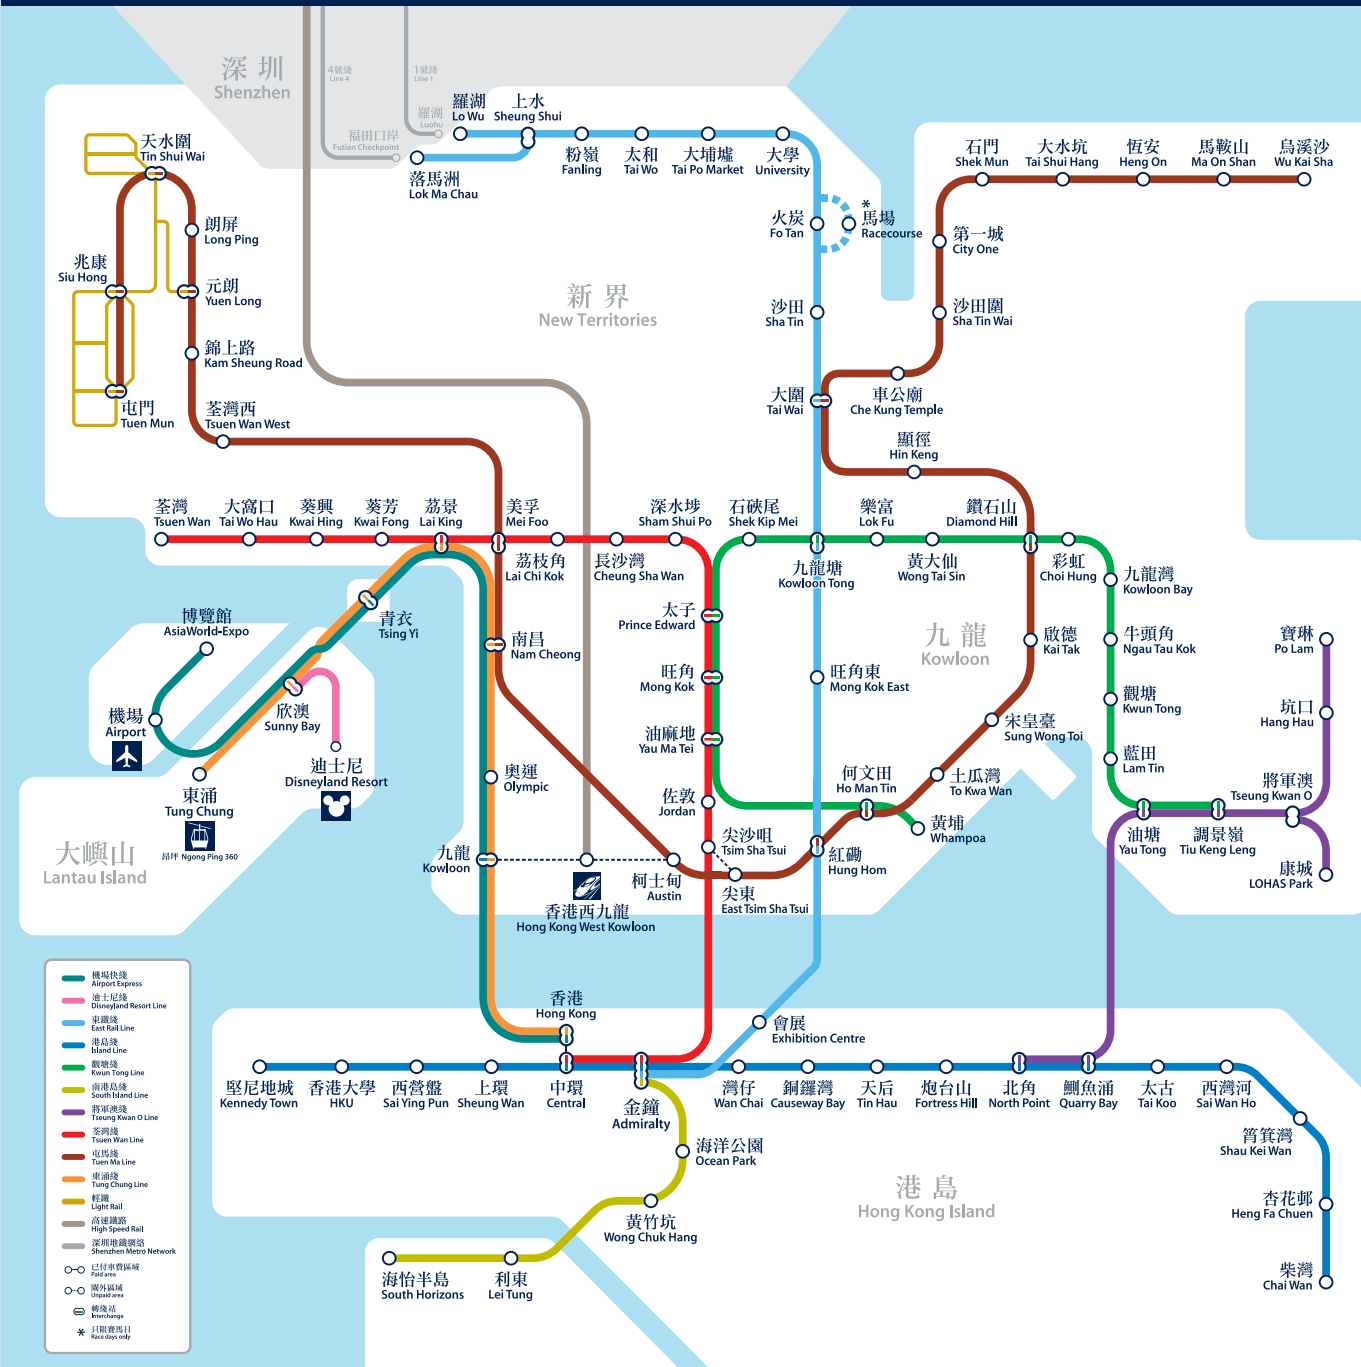 深圳
Shenzhen
4號綫
Line 4
1號綫
Line 1
羅湖
Luohu
福田口岸
Futian Checkpoint
羅湖
Lo Wu
上水
Sheung Shui
粉嶺
Fanling
太和
Tai Wo
大埔墟
Tai Po Market
大學
University
落馬洲
Lok Ma Chau
天水圍
Tin Shui Wai
朗屏
Long Ping
兆康
Siu Hong
元朗
Yuen Long
錦上路
Kam Sheung Road
屯門
Tuen Mun
荃灣西
Tsuen Wan West
新界
New Territories
火炭
Fo Tan
*
馬場
Racecourse
沙田
Sha Tin
大圍
Tai Wai
石門
Shek Mun
大水坑
Tai Shui Hang
恆安
Heng On
馬鞍山
Ma On Shan
烏溪沙
Wu Kai Sha
第一城
City One
沙田圍
Sha Tin Wai
車公廟
Che Kung Temple
顯徑
Hin Keng
荃灣
Tsuen Wan
大窩口
Tai Wo Hau
葵興
Kwai Hing
葵芳
Kwai Fong
荔景
Lai King
美孚
Mei Foo
荔枝角
Lai Chi Kok
長沙灣
Cheung Sha Wan
深水埗
Sham Shui Po
石硤尾
Shek Kip Mei
九龍塘
Kowloon Tong
樂富
Lok Fu
黃大仙
Wong Tai Sin
鑽石山
Diamond Hill
彩虹
Choi Hung
九龍灣
Kowloon Bay
博覽館
AsiaWorld-Expo
青衣
Tsing Yi
南昌
Nam Cheong
太子
Prince Edward
九龍
Kowloon
啟德
Kai Tak
牛頭角
Ngau Tau Kok
寶琳
Po Lam
機場
Airport
欣澳
Sunny Bay
旺角
Mong Kok
旺角東
Mong Kok East
觀塘
Kwun Tong
坑口
Hang Hau
宋皇臺
Sung Wong Toi
油麻地
Yau Ma Tei
藍田
Lam Tin
東涌
Tung Chung
昂坪 Ngong Ping 360
迪士尼
Disneyland Resort
奧運
Olympic
佐敦
Jordan
何文田
Ho Man Tin
土瓜灣
To Kwa Wan
將軍澳
Tseung Kwan O
大嶼山
Lantau Island
九龍
Kowloon
香港西九龍
Hong Kong West Kowloon
柯士甸
Austin
尖沙咀
Tsim Sha Tsui
尖東
East Tsim Sha Tsui
紅磡
Hung Hom
黃埔
Whampoa
油塘
Yau Tong
調景嶺
Tiu Keng Leng
康城
LOHAS Park
香港
Hong Kong
會展
Exhibition Centre
堅尼地城
Kennedy Town
香港大學
HKU
西營盤
Sai Ying Pun
上環
Sheung Wan
中環
Central
金鐘
Admiralty
灣仔
Wan Chai
銅鑼灣
Causeway Bay
天后
Tin Hau
炮台山
Fortress Hill
北角
North Point
鰂魚涌
Quarry Bay
太古
Tai Koo
西灣河
Sai Wan Ho
筲箕灣
Shau Kei Wan
杏花邨
Heng Fa Chuen
柴灣
Chai Wan
海洋公園
Ocean Park
黃竹坑
Wong Chuk Hang
海怡半島
South Horizons
利東
Lei Tung
港島
Hong Kong Island
機場快綫
Airport Express
迪士尼綫
Disneyland Resort Line
東鐵綫
East Rail Line
港島綫
Island Line
觀塘綫
Kwun Tong Line
南港島綫
South Island Line
將軍澳綫
Tseung Kwan O Line
荃灣綫
Tsuen Wan Line
屯馬綫
Tuen Ma Line
東涌綫
Tung Chung Line
輕鐵
Light Rail
高速鐵路
High Speed Rail
深圳地鐵網絡
Shenzhen Metro Network
已付車費區域
Paid area
閘外區域
Unpaid area
轉綫站
Interchange
* 只限賽馬日
Race days only